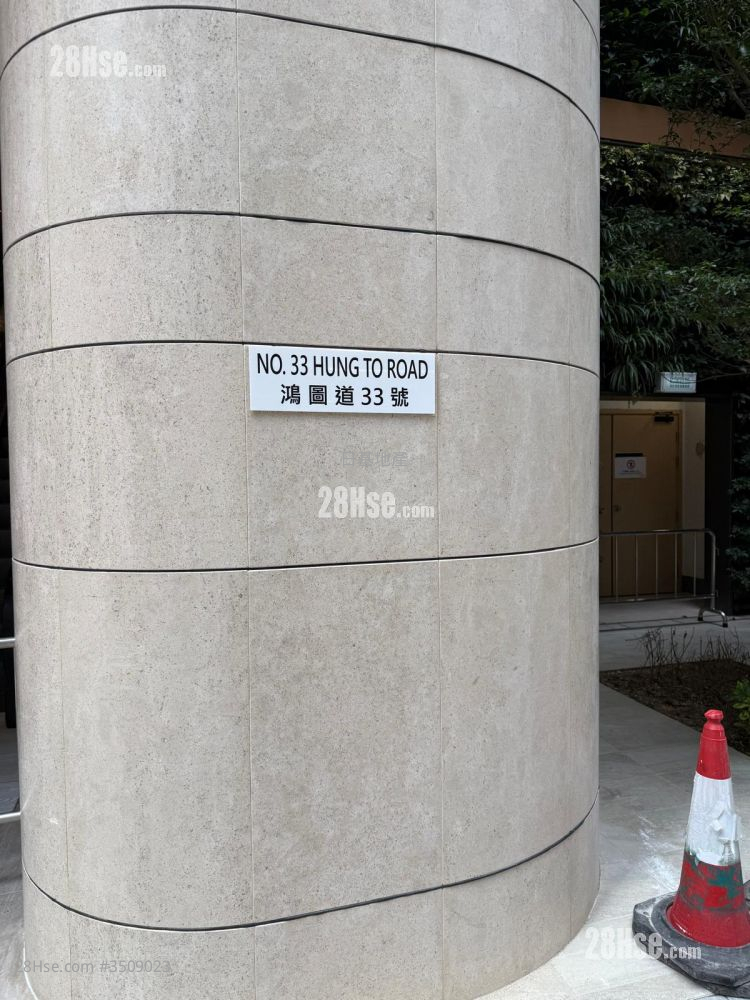 28Hse.com
NO. 33 HUNG TO ROAD
鴻圖道33號
28Hse.com
28Hse.com
28Hse.com #3509023